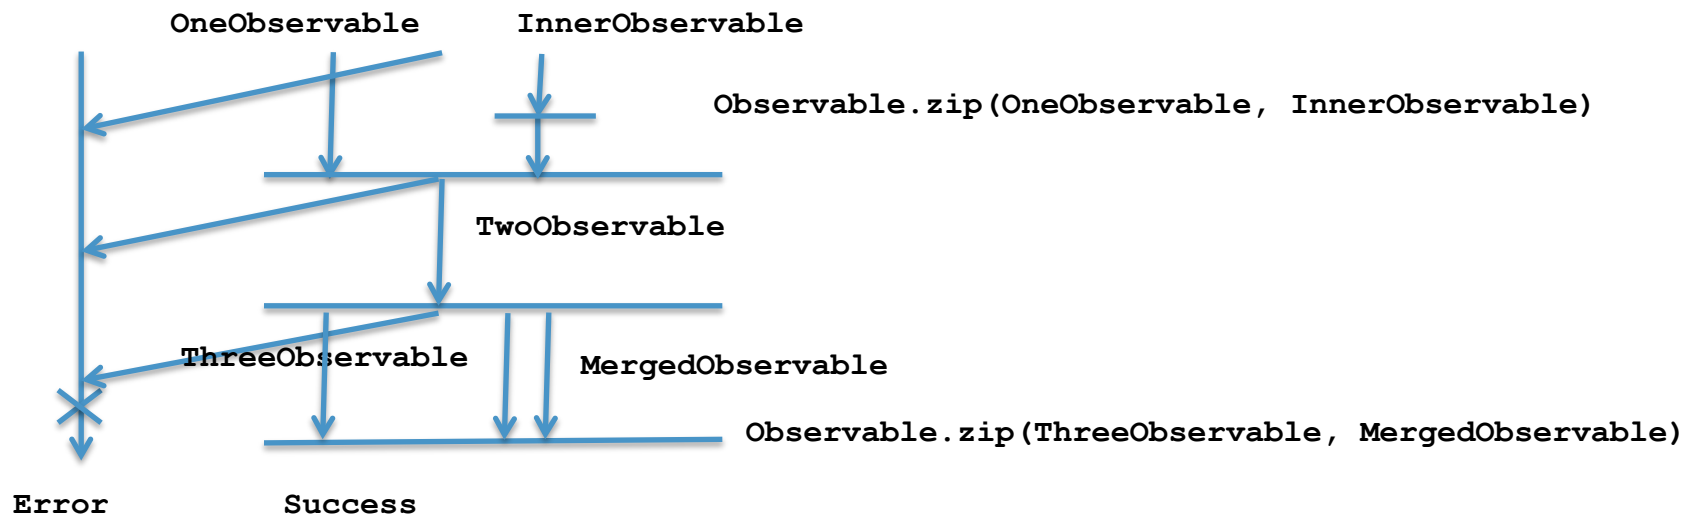 OneObservable InnerObservable
Observable.zip(OneObservable, InnerObservable)
TwoObservable
ThreeObservable MergedObservable
Observable.zip(ThreeObservable, MergedObservable)
Error Success